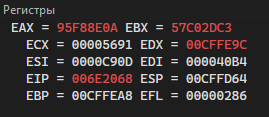 Регистры
EAX = 95F88E0A EBX = 57C02DC3
ECX = 00005691 EDX = 00CFFE9C
ESI = 0000C90D EDI = 000040B4
EIP = 006E2068 ESP = 00CFFD64
EBP = 00CFFEA8 EFL = 00000286